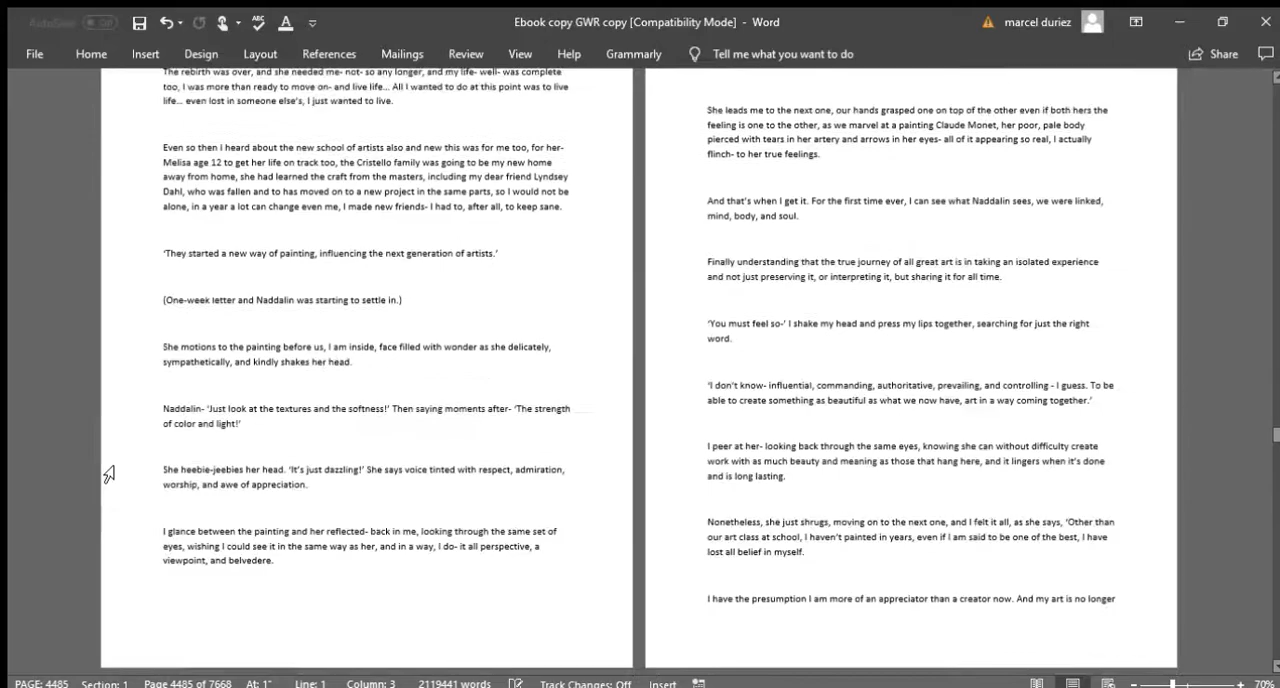 AutoSave Off
Ebook copy GWR copy [Compatibility Mode] - Word
marcel duriez
File Home Insert Design Layout References Mailings Review View Help Grammarly Tell me what you want to do Share
The rebirth was over, and she needed me- not- so any longer, and my life- well- was complete
too, I was more than ready to move on- and live life... All I wanted to do at this point was to live
life... even lost in someone else's, I just wanted to live.
Even so then I heard about the new school of artists also and new this was for me too, for her-
Melisa age 12 to get her life on track too, the Cristello family was going to be my new home
away from home, she had learned the craft from the masters, including my dear friend Lyndsey
Dahl, who was fallen and to has moved on to a new project in the same parts, so I would not be
alone, in a year a lot can change even me, I made new friends- I had to, after all, to keep sane.
'They started a new way of painting, influencing the next generation of artists.'
(One-week letter and Naddalin was starting to settle in.)
She motions to the painting before us, I am inside, face filled with wonder as she delicately,
sympathetically, and kindly shakes her head.
Naddalin- 'Just look at the textures and the softness!' Then saying moments after- 'The strength
of color and light!'
She heebie-jeebies her head. 'It's just dazzling!' She says voice tinted with respect, admiration,
worship, and awe of appreciation.
I glance between the painting and her reflected- back in me, looking through the same set of
eyes, wishing I could see it in the same way as her, and in a way, I do- it all perspective, a
viewpoint, and belvedere.
She leads me to the next one, our hands grasped one on top of the other even if both hers the
feeling is one to the other, as we marvel at a painting Claude Monet, her poor, pale body
pierced with tears in her artery and arrows in her eyes- all of it appearing so real, I actually
flinch- to her true feelings.
And that's when I get it. For the first time ever, I can see what Naddalin sees, we were linked,
mind, body, and soul.
Finally understanding that the true journey of all great art is in taking an isolated experience
and not just preserving it, or interpreting it, but sharing it for all time.
'You must feel so-' I shake my head and press my lips together, searching for just the right
word.
'I don't know- influential, commanding, authoritative, prevailing, and controlling - I guess. To be
able to create something as beautiful as what we now have, art in a way coming together.'
I peer at her- looking back through the same eyes, knowing she can without difficulty create
work with as much beauty and meaning as those that hang here, and it lingers when it's done
and is long lasting.
Nonetheless, she just shrugs, moving on to the next one, and I felt it all, as she says, 'Other than
our art class at school, I haven't painted in years, even if I am said to be one of the best, I have
lost all belief in myself.
I have the presumption I am more of an appreciator than a creator now. And my art is no longer
PAGE: 4485 Section: 1 Page 4485 of 7668 At: 1" Line: 1 Column: 3 2119441 words Track Changes: Off Insert 70%